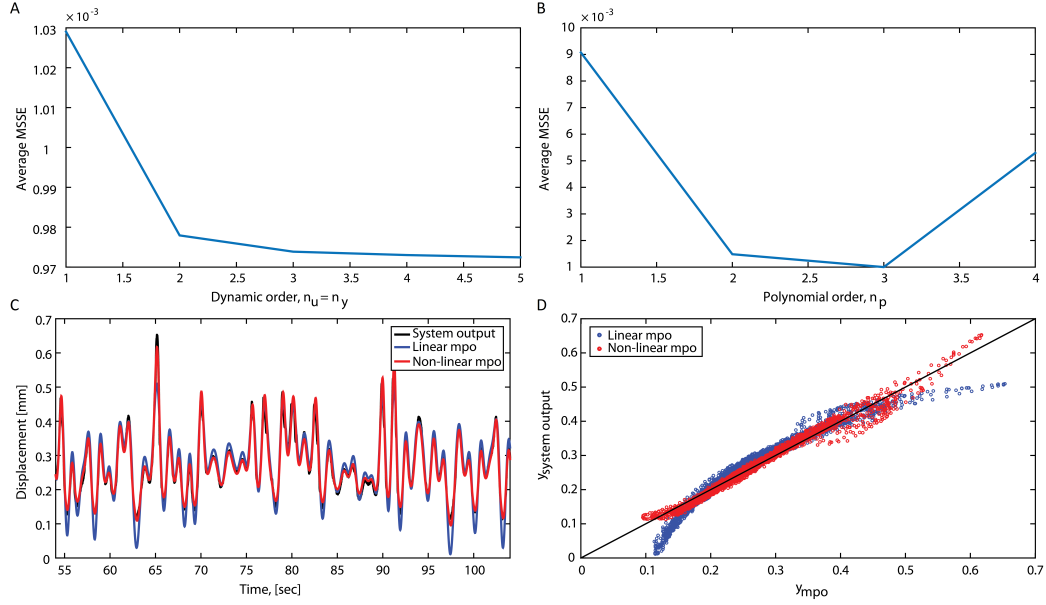 A
× 10⁻³
1.03
1.02
1.01
1
0.99
0.98
0.97
Average MSSE
1 1.5 2 2.5 3 3.5 4 4.5 5
Dynamic order, nᵤ = nᵧ
B
× 10⁻³
10
9
8
7
6
5
4
3
2
1
Average MSSE
1 1.5 2 2.5 3 3.5 4
Polynomial order, nₚ
C
0.7
0.6
0.5
0.4
0.3
0.2
0.1
0
Displacement [mm]
System output
Linear mpo
Non-linear mpo
55 60 65 70 75 80 85 90 95 100
Time, [sec]
D
0.7
0.6
0.5
0.4
0.3
0.2
0.1
0
ysystem output
Linear mpo
Non-linear mpo
0 0.1 0.2 0.3 0.4 0.5 0.6 0.7
ympo